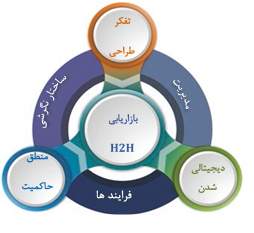 تفکر
طراحی
ساختار نگرشی
مدیریت
بازاریابی
H2H
منطق
حاکمیت
دیجیتالی
شدن
فرایند ها